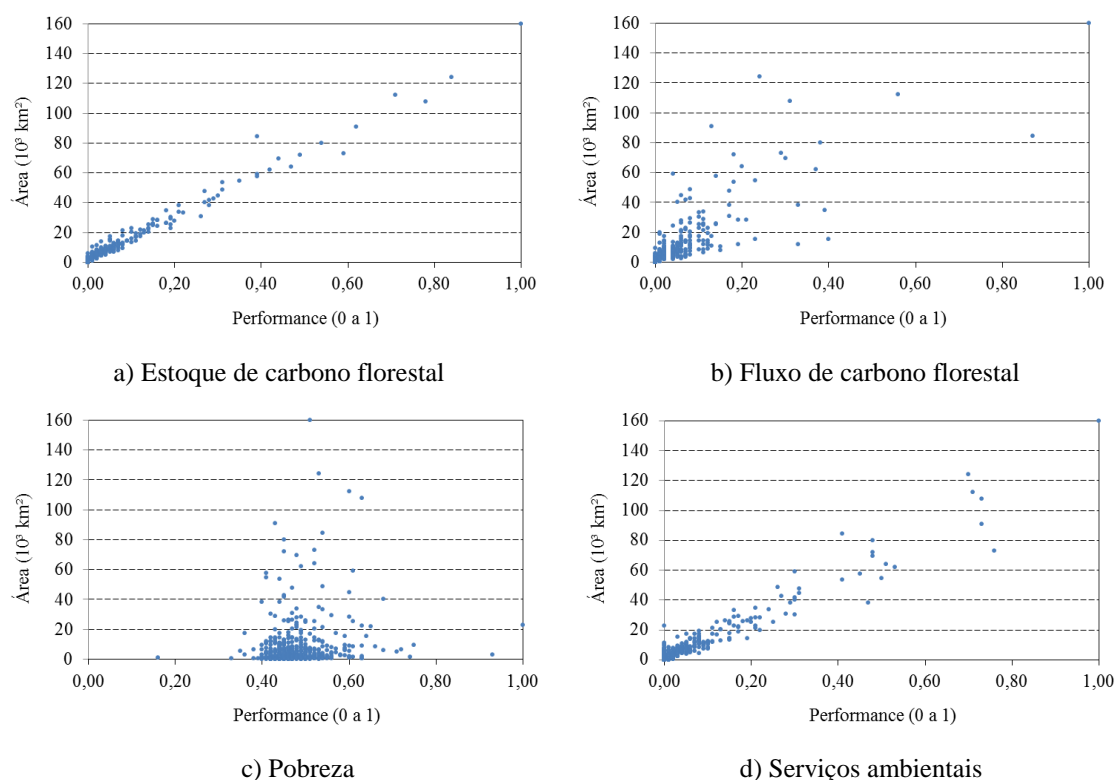 160
140
120
100
80
60
40
20
0
Área (10³ km²)
0,00 0,20 0,40 0,60 0,80 1,00
Performance (0 a 1)
a) Estoque de carbono florestal
160
140
120
100
80
60
40
20
0
Área (10³ km²)
0,00 0,20 0,40 0,60 0,80 1,00
Performance (0 a 1)
b) Fluxo de carbono florestal
160
140
120
100
80
60
40
20
0
Área (10³ km²)
0,00 0,20 0,40 0,60 0,80 1,00
Performance (0 a 1)
c) Pobreza
160
140
120
100
80
60
40
20
0
Área (10³ km²)
0,00 0,20 0,40 0,60 0,80 1,00
Performance (0 a 1)
d) Serviços ambientais